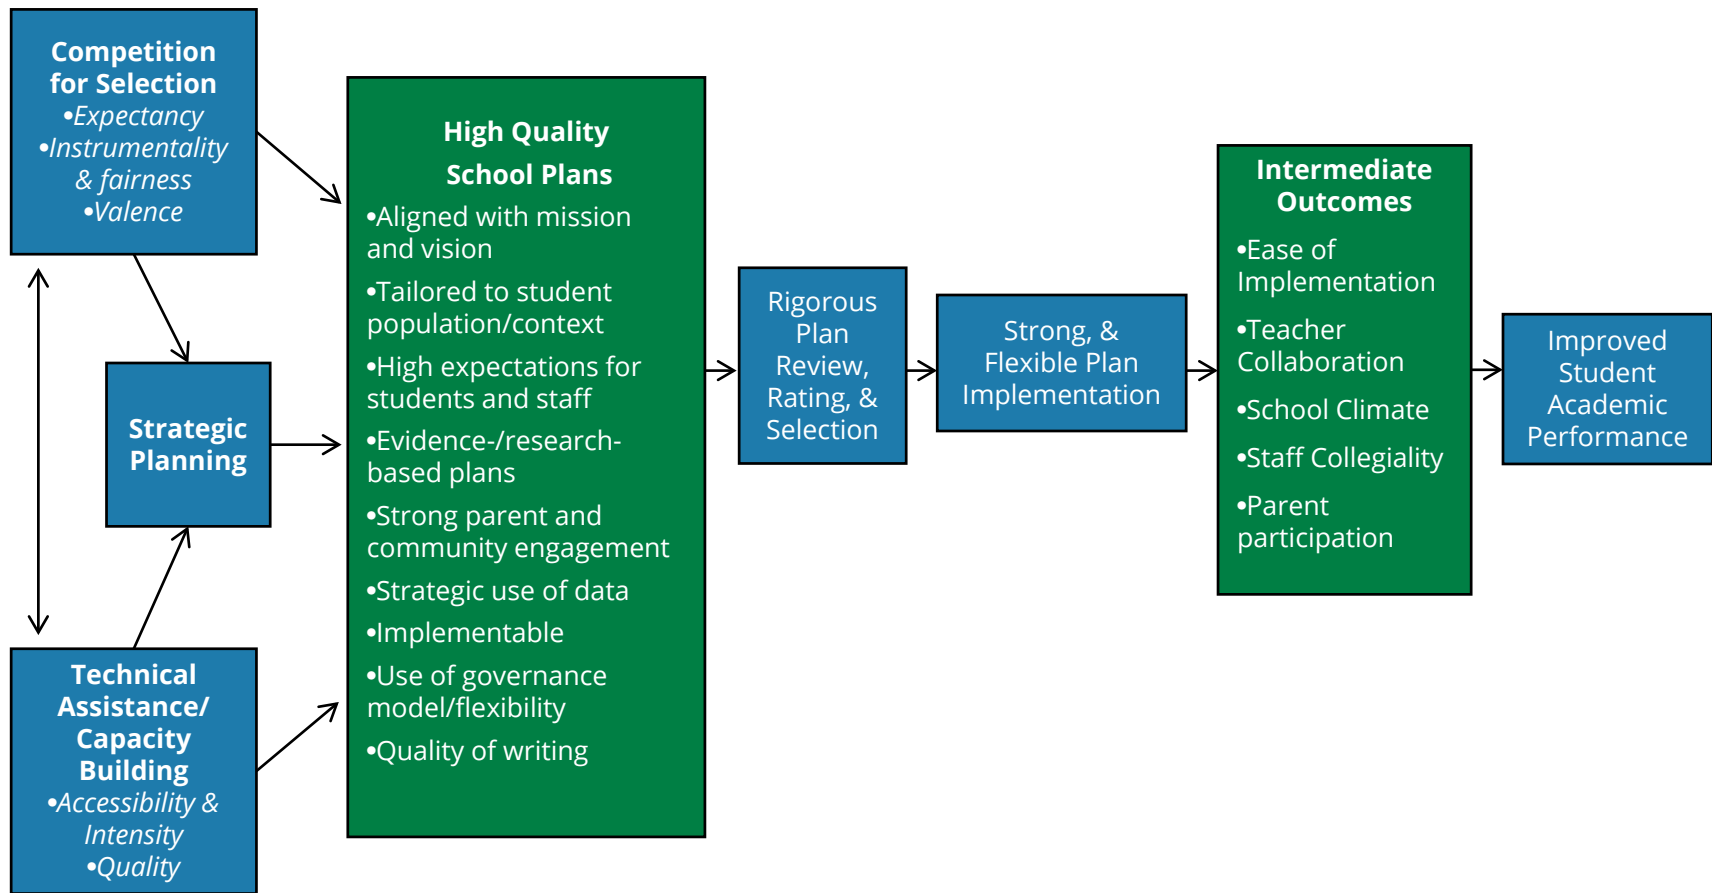 Competition
for Selection
•Expectancy
•Instrumentality
& fairness
•Valence
Strategic
Planning
Technical
Assistance/
Capacity
Building
•Accessibility &
Intensity
•Quality
High Quality
School Plans
•Aligned with mission
and vision
•Tailored to student
population/context
•High expectations for
students and staff
•Evidence-/research-
based plans
•Strong parent and
community engagement
•Strategic use of data
•Implementable
•Use of governance
model/flexibility
•Quality of writing
Rigorous
Plan
Review,
Rating, &
Selection
Strong, &
Flexible Plan
Implementation
Intermediate
Outcomes
•Ease of
Implementation
•Teacher
Collaboration
•School Climate
•Staff Collegiality
•Parent
participation
Improved
Student
Academic
Performance